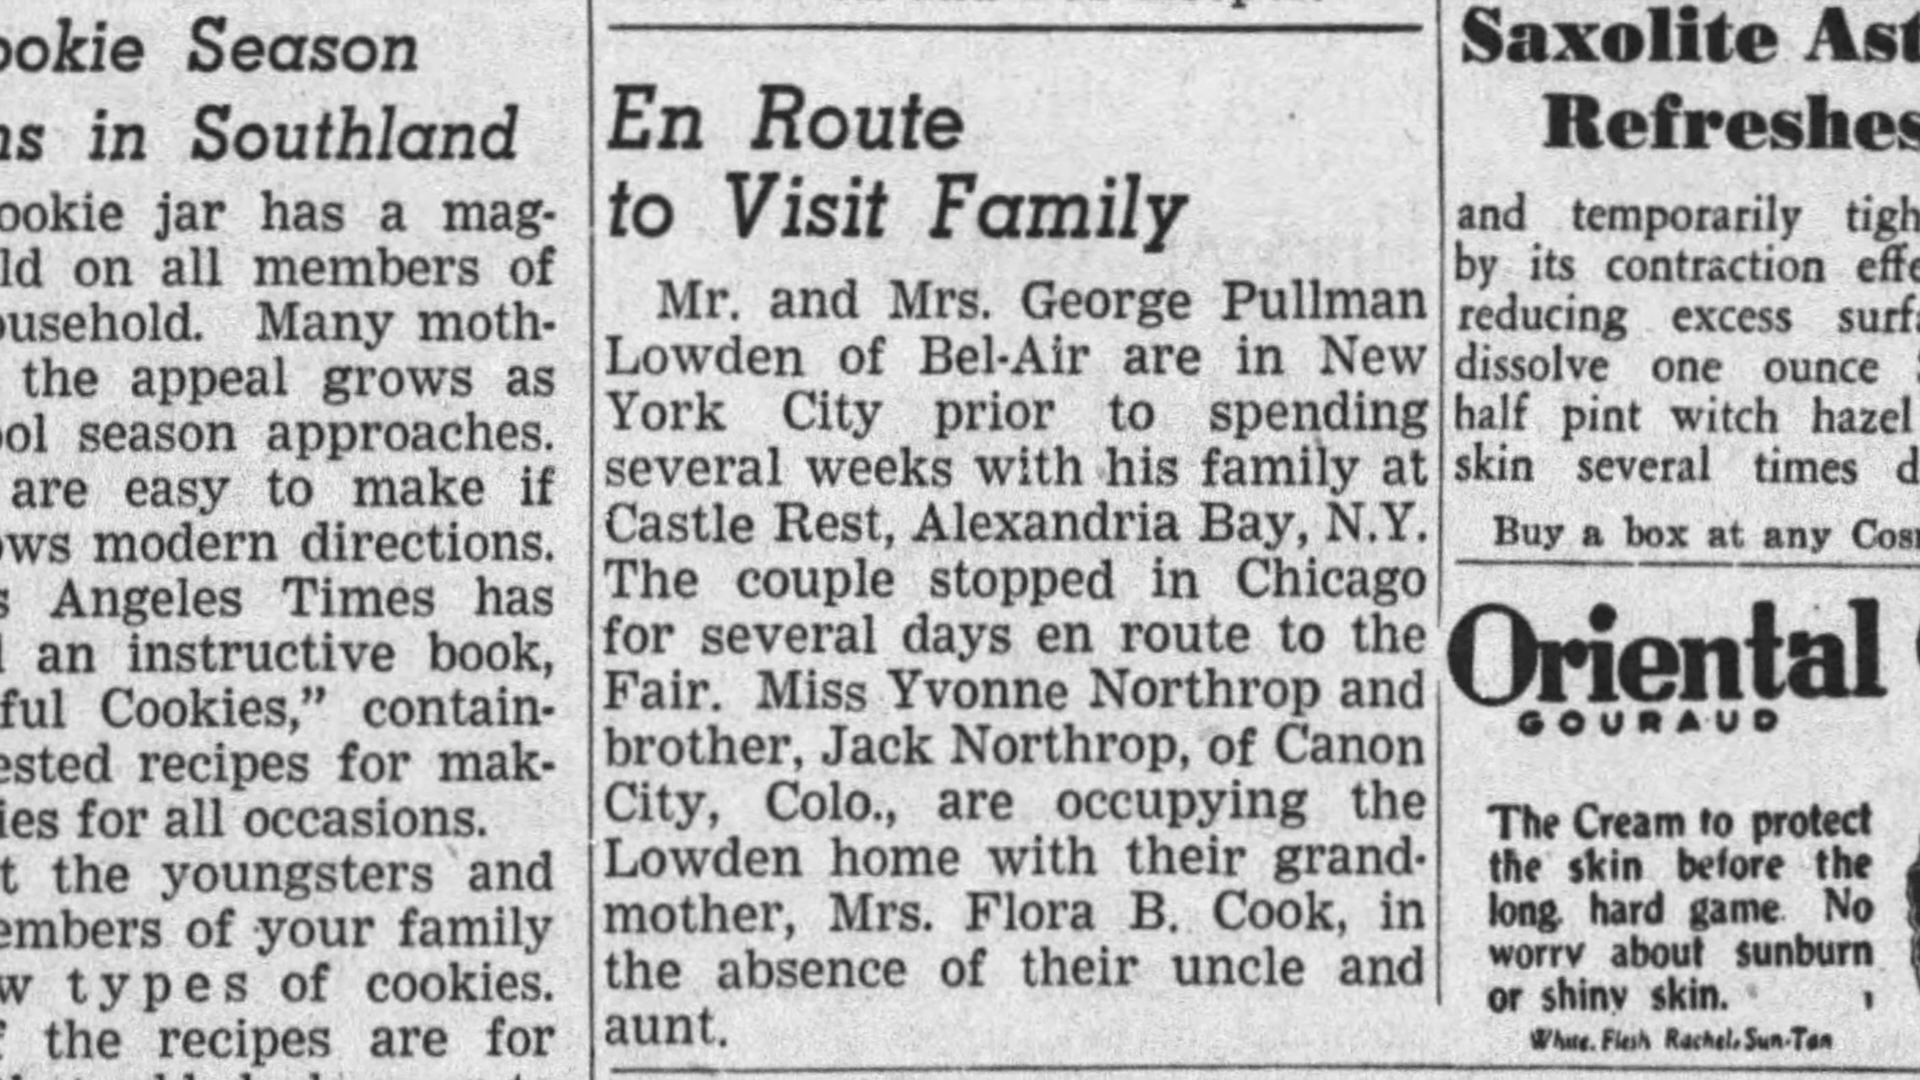 ookie Season
ns in Southland
ookie jar has a mag-
ld on all members of
ousehold. Many moth-
the appeal grows as
ool season approaches.
are easy to make if
ows modern directions.
s Angeles Times has
an instructive book,
ful Cookies,” contain-
ested recipes for mak-
ies for all occasions.
t the youngsters and
embers of your family
w types of cookies.
f the recipes are for
En Route
to Visit Family
Mr. and Mrs. George Pullman
Lowden of Bel-Air are in New
York City prior to spending
several weeks with his family at
Castle Rest, Alexandria Bay, N.Y.
The couple stopped in Chicago
for several days en route to the
Fair. Miss Yvonne Northrop and
brother, Jack Northrop, of Canon
City, Colo., are occupying the
Lowden home with their grand-
mother, Mrs. Flora B. Cook, in
the absence of their uncle and
aunt.
Saxolite Ast
Refreshes
and temporarily tigh
by its contraction effe
reducing excess surfa
dissolve one ounce
half pint witch hazel
skin several times d
Buy a box at any Cosm
Oriental
GOURAUD
The Cream to protect
the skin before the
long hard game. No
worry about sunburn
or shiny skin.
White, Flesh Rachel, Sun-Tan